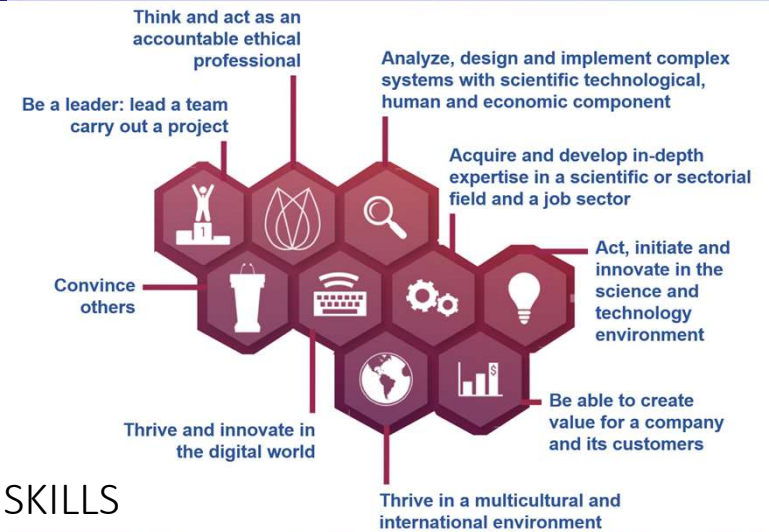 Think and act as an
accountable ethical
professional
Analyze, design and implement complex
systems with scientific technological,
human and economic component
Be a leader: lead a team
carry out a project
Acquire and develop in-depth
expertise in a scientific or sectorial
field and a job sector
1
Act, initiate and
innovate in the
science and
technology
environment
Convince
others
$
Be able to create
value for a company
and its customers
Thrive and innovate in
the digital world
SKILLS
Thrive in a multicultural and
international environment